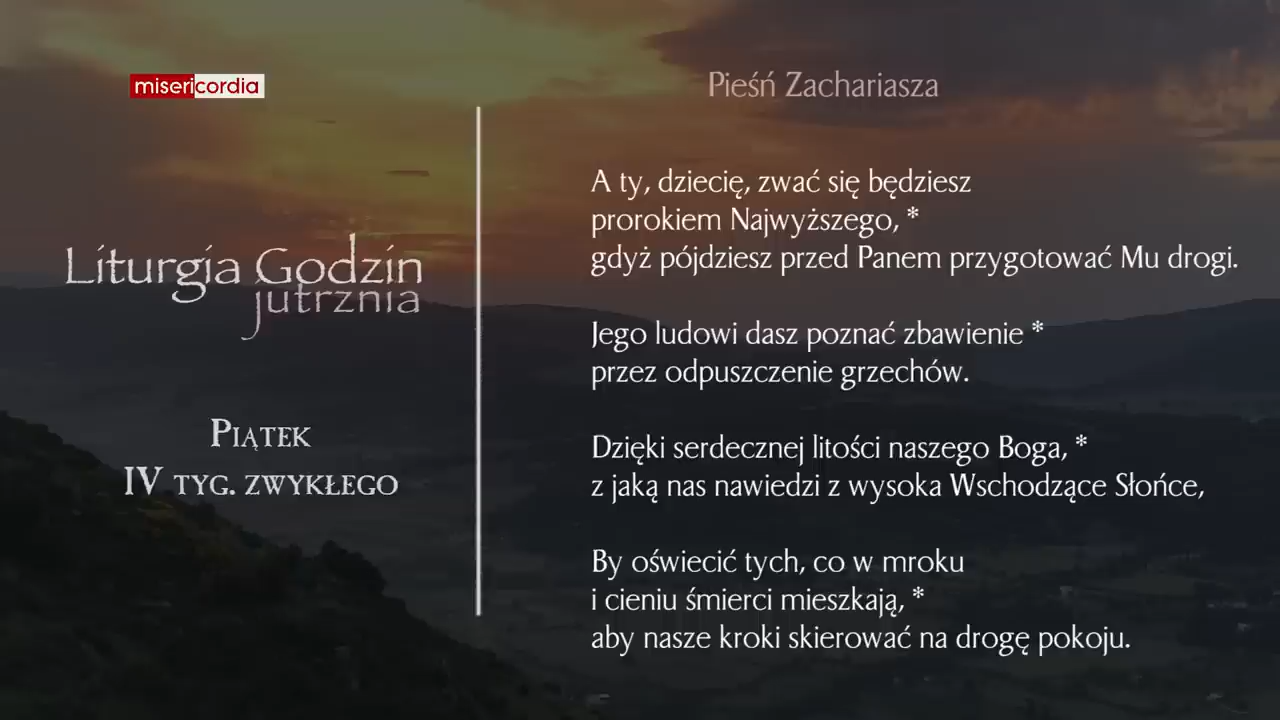 misericordia
Liturgia Godzin
jutrznia
Piątek
IV tyg. zwykłego
Pieśń Zachariasza
A ty, dziecię, zwać się będziesz
prorokiem Najwyższego, *
gdyż pójdziesz przed Panem przygotować Mu drogi.
Jego ludowi dasz poznać zbawienie *
przez odpuszczenie grzechów.
Dzięki serdecznej litości naszego Boga, *
z jaką nas nawiedzi z wysoka Wschodzące Słońce,
By oświecić tych, co w mroku
i cieniu śmierci mieszkają, *
aby nasze kroki skierować na drogę pokoju.